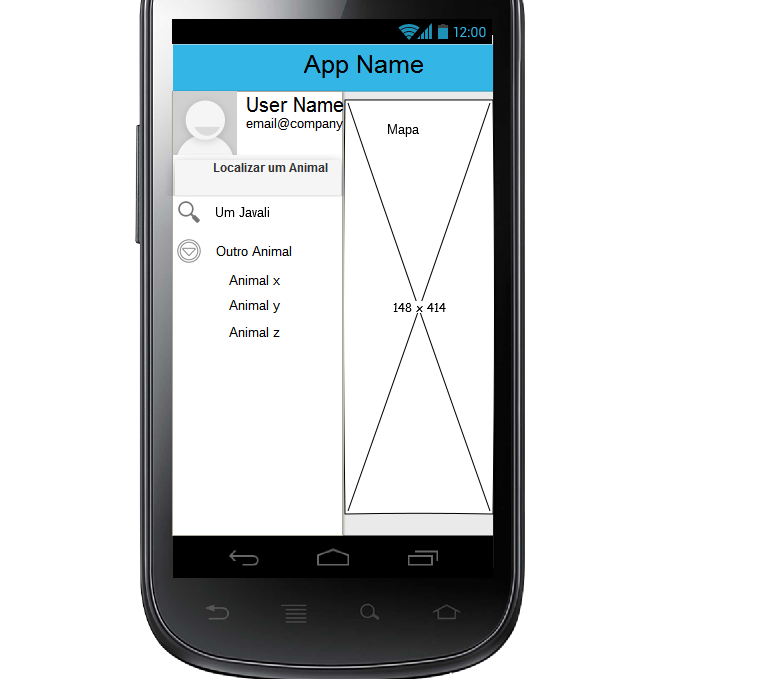 12:00
App Name
User Name
email@company
Localizar um Animal
Um Javali
Outro Animal
Animal x
Animal y
Animal z
Mapa
148 x 414